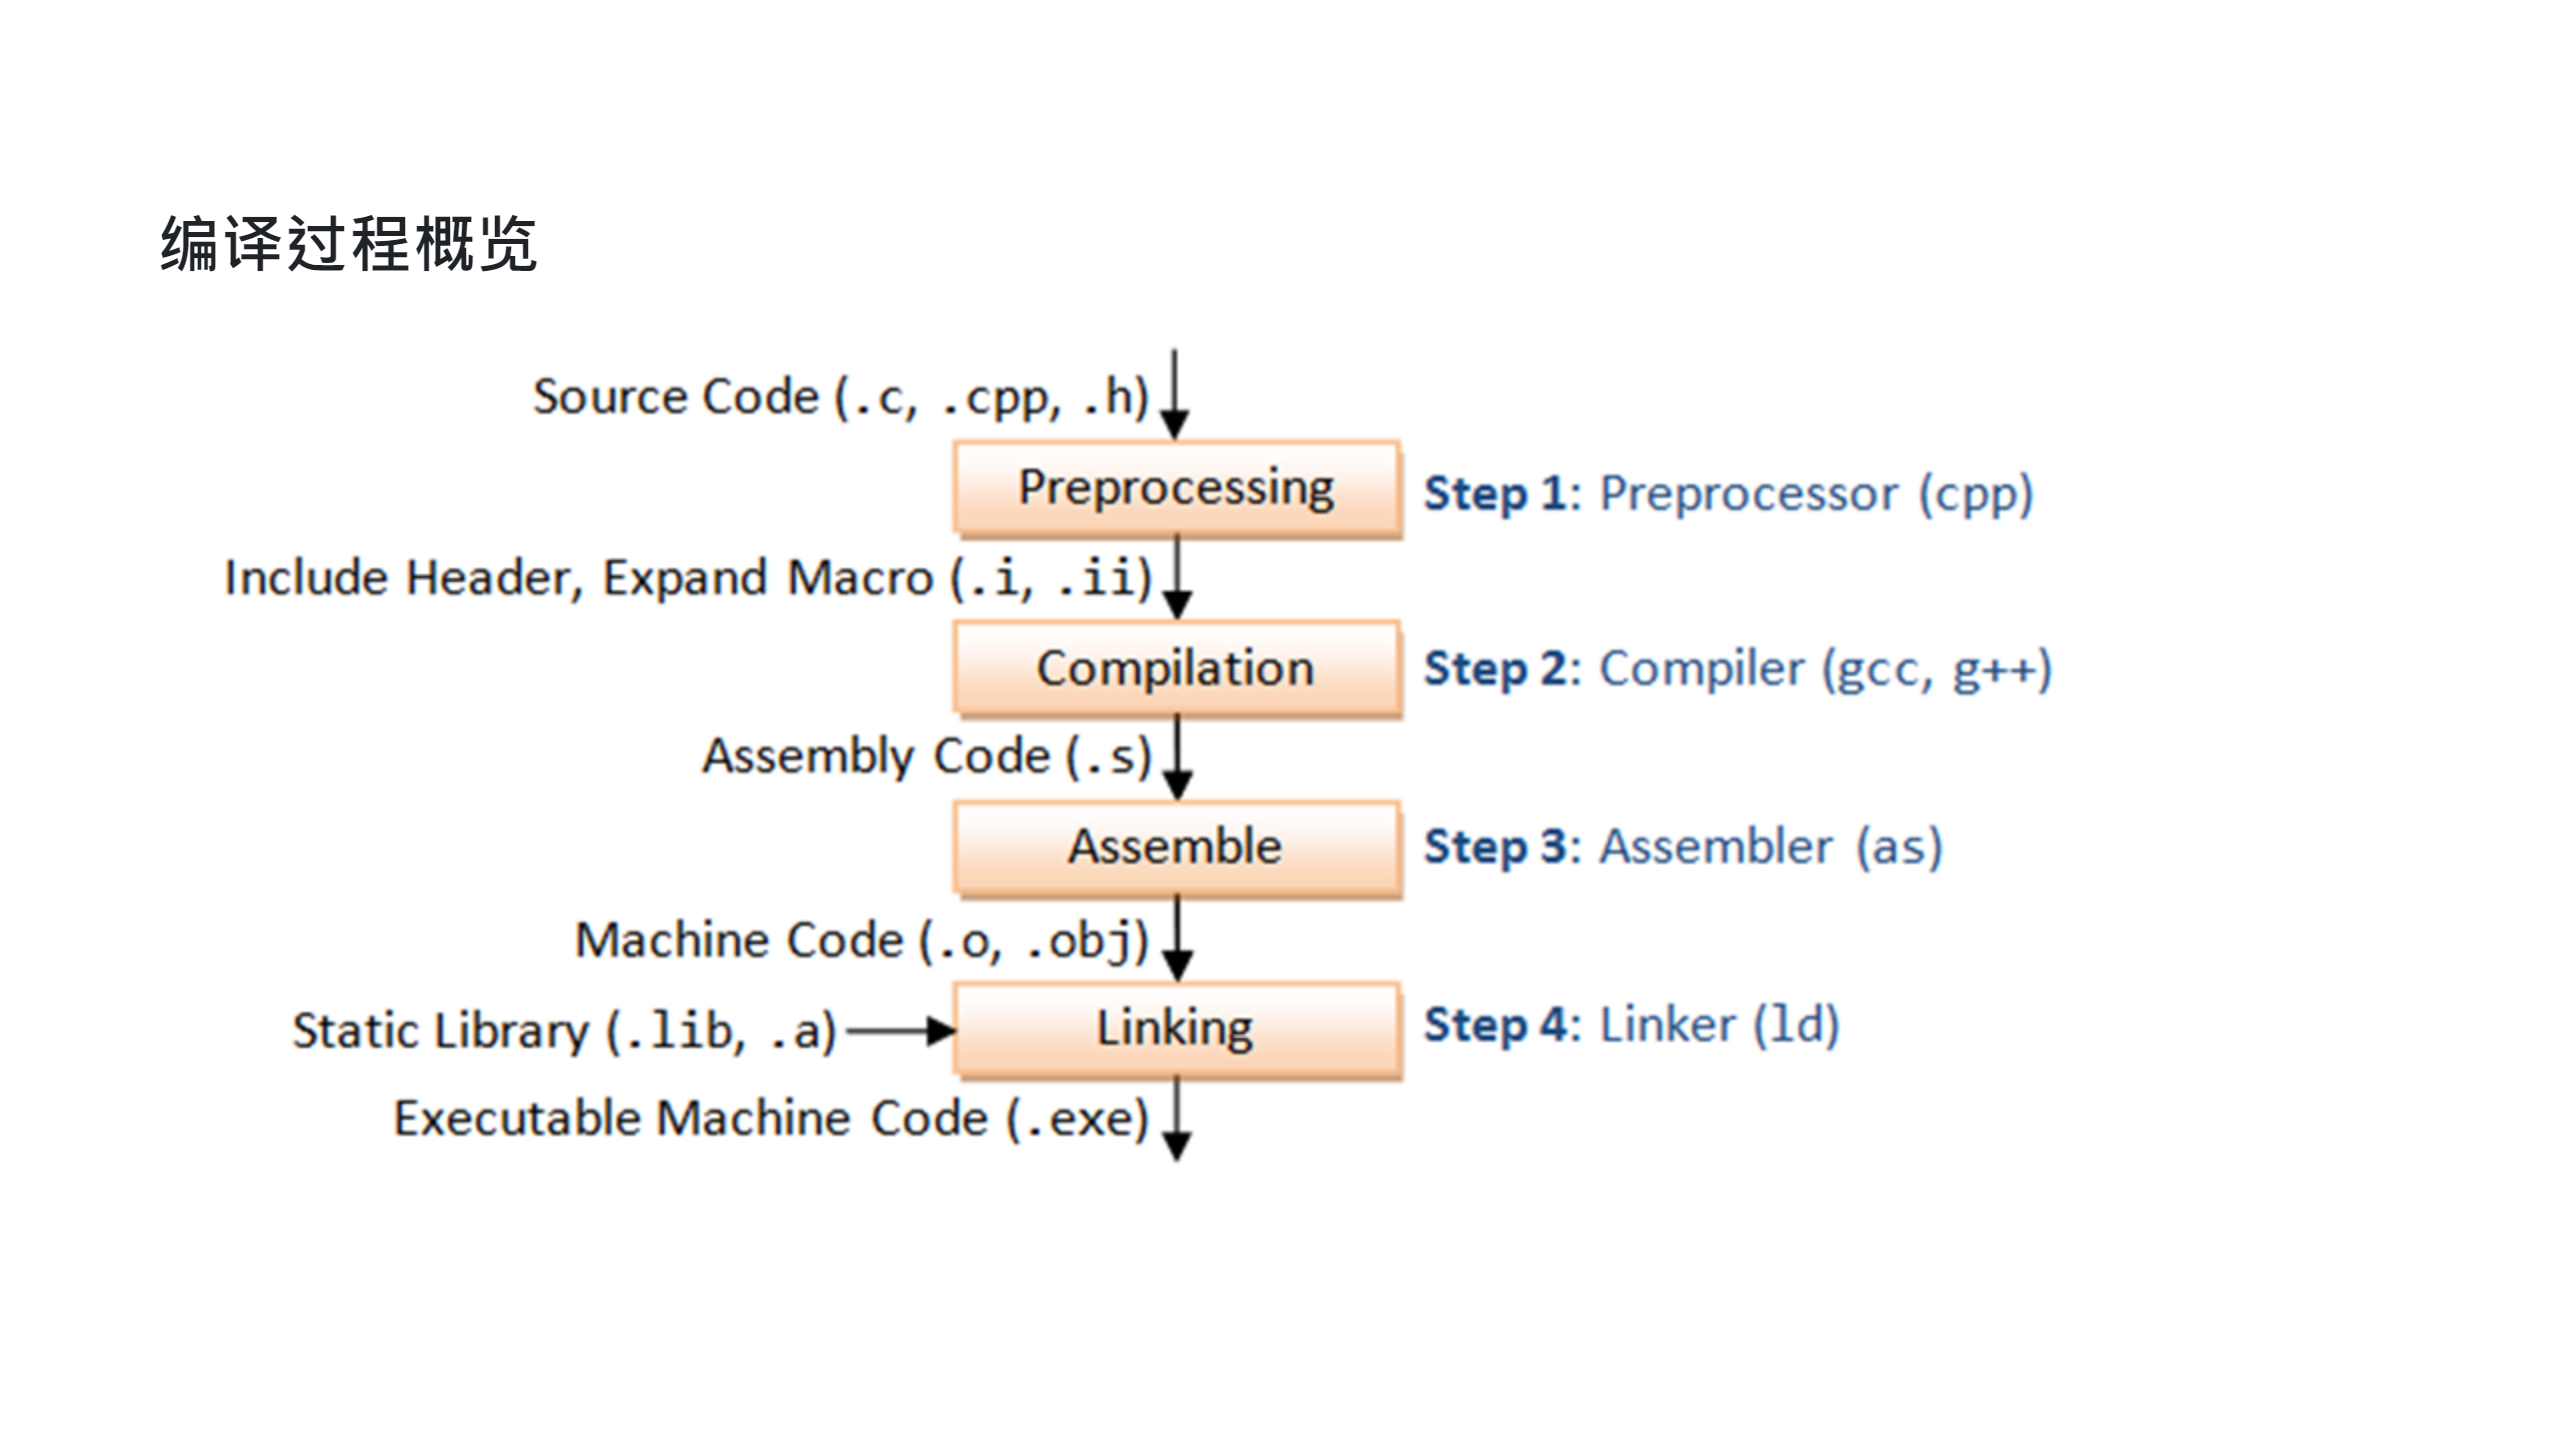 编译过程概览
Source Code (.c, .cpp, .h)
Preprocessing
Step 1: Preprocessor (cpp)
Include Header, Expand Macro (.i, .ii)
Compilation
Step 2: Compiler (gcc, g++)
Assembly Code (.s)
Assemble
Step 3: Assembler (as)
Machine Code (.o, .obj)
Static Library (.lib, .a)
Linking
Step 4: Linker (ld)
Executable Machine Code (.exe)